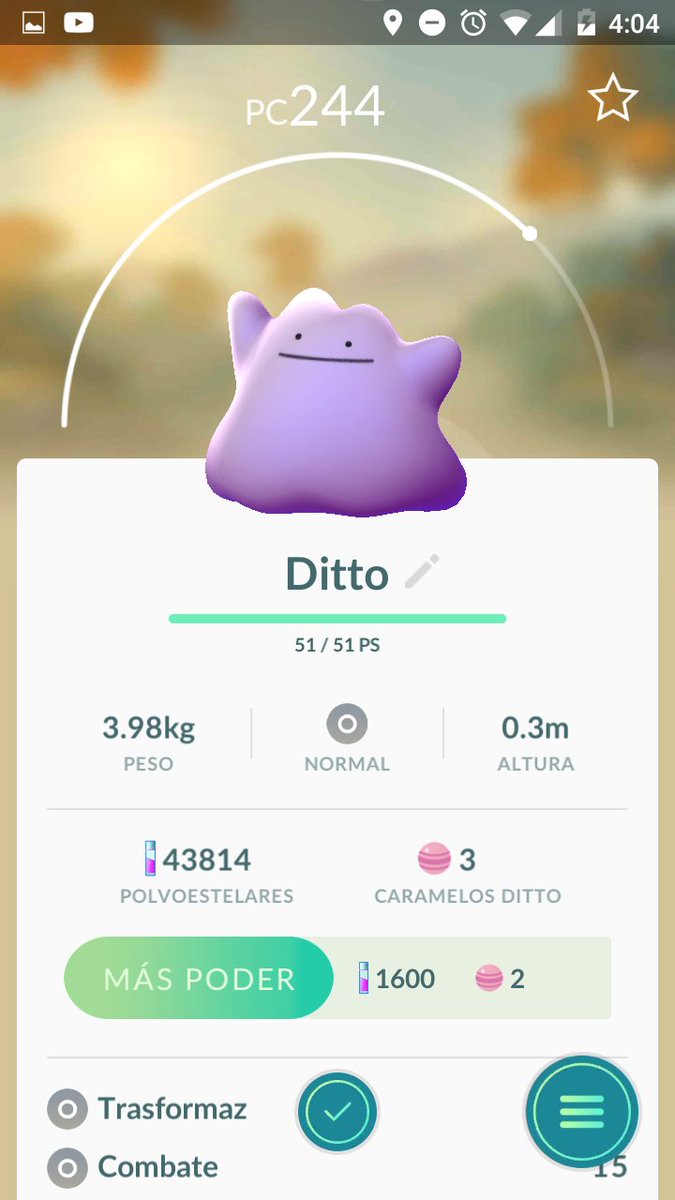 4:04
PC244
Ditto
51 / 51 PS
3.98kg
PESO
NORMAL
0.3m
ALTURA
43814
POLVOESTELARES
3
CARAMELOS DITTO
MÁS PODER
1600
2
Trasformaz
Combate
15